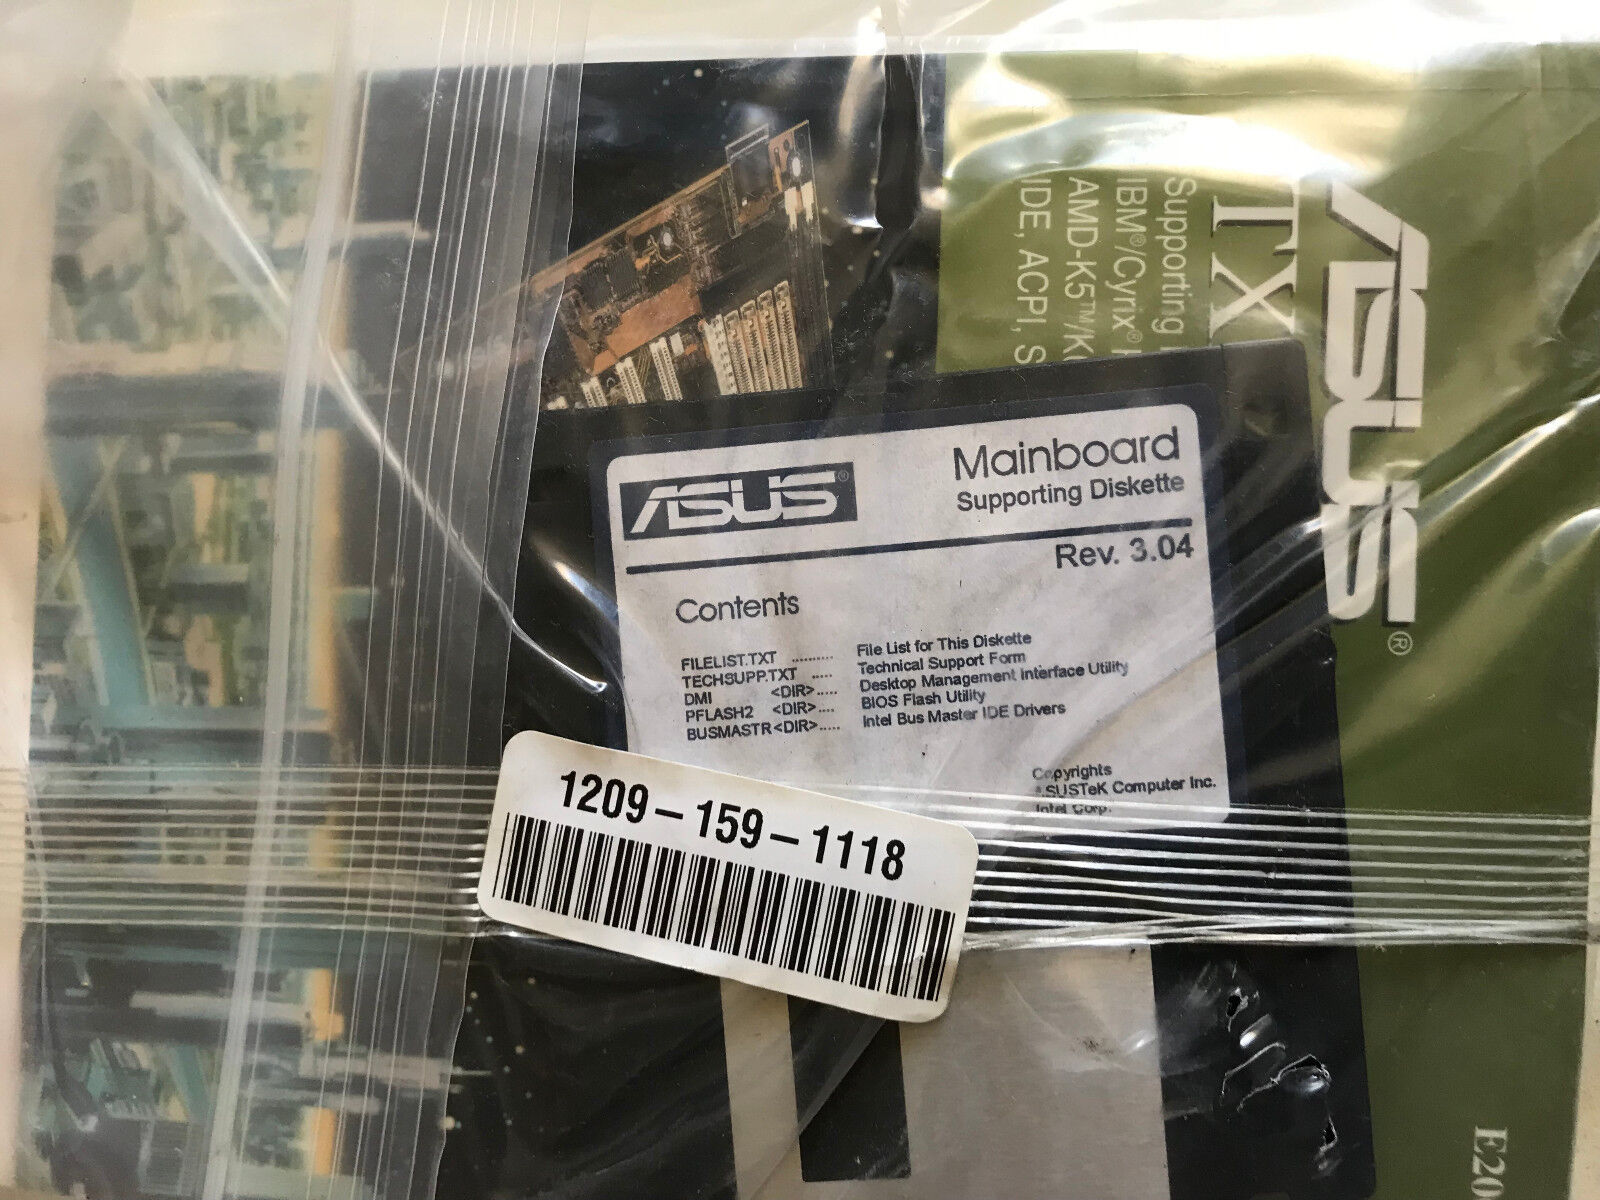 ASUS®
TX
Supporting
IBM®/Cyrix®
AMD-K5™/K
IDE, ACPI, S
ASUS®
Mainboard
Supporting Diskette
Rev. 3.04
Contents
FILELIST.TXT .......... File List for This Diskette
TECHSUPP.TXT ..... Technical Support Form
DMI <DIR>..... Desktop Management Interface Utility
PFLASH2 <DIR>.... BIOS Flash Utility
BUSMASTR<DIR>..... Intel Bus Master IDE Drivers
Copyrights
ASUSTeK Computer Inc.
Intel Corp.
1209-159-1118
E20